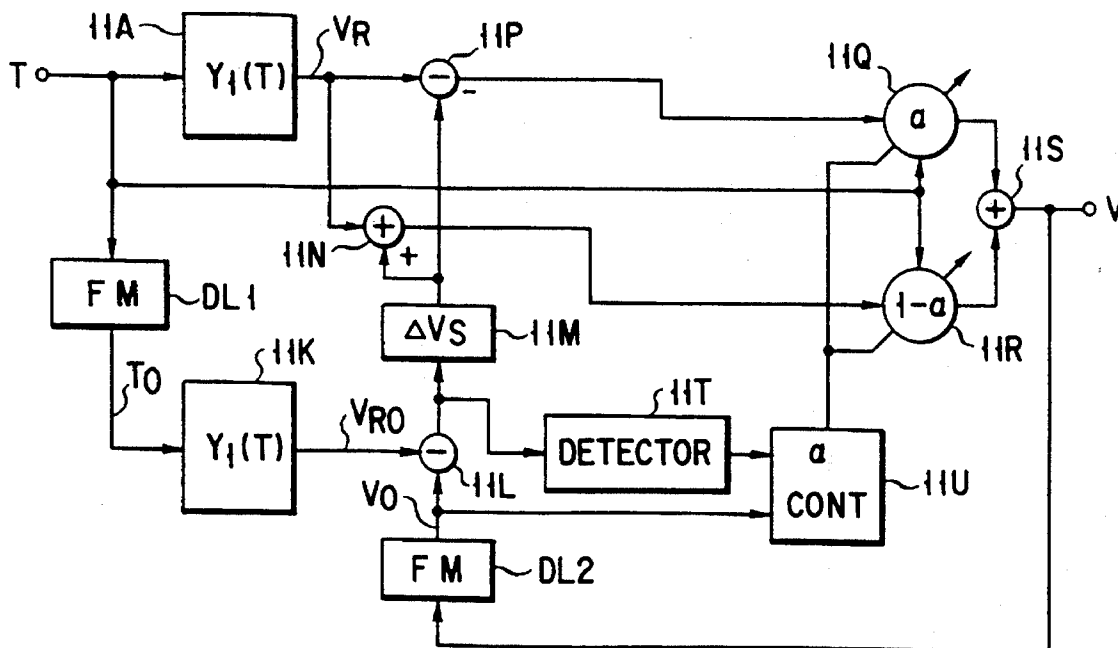 11A
VR
11P
T
Y1(T)
-
-
11Q
a
11S
+
V
11N
+
+
FM
DL1
ΔVS
11M
1-a
11R
TO
11K
11T
Y1(T)
VRO
-
11L
DETECTOR
a
CONT
11U
VO
FM
DL2